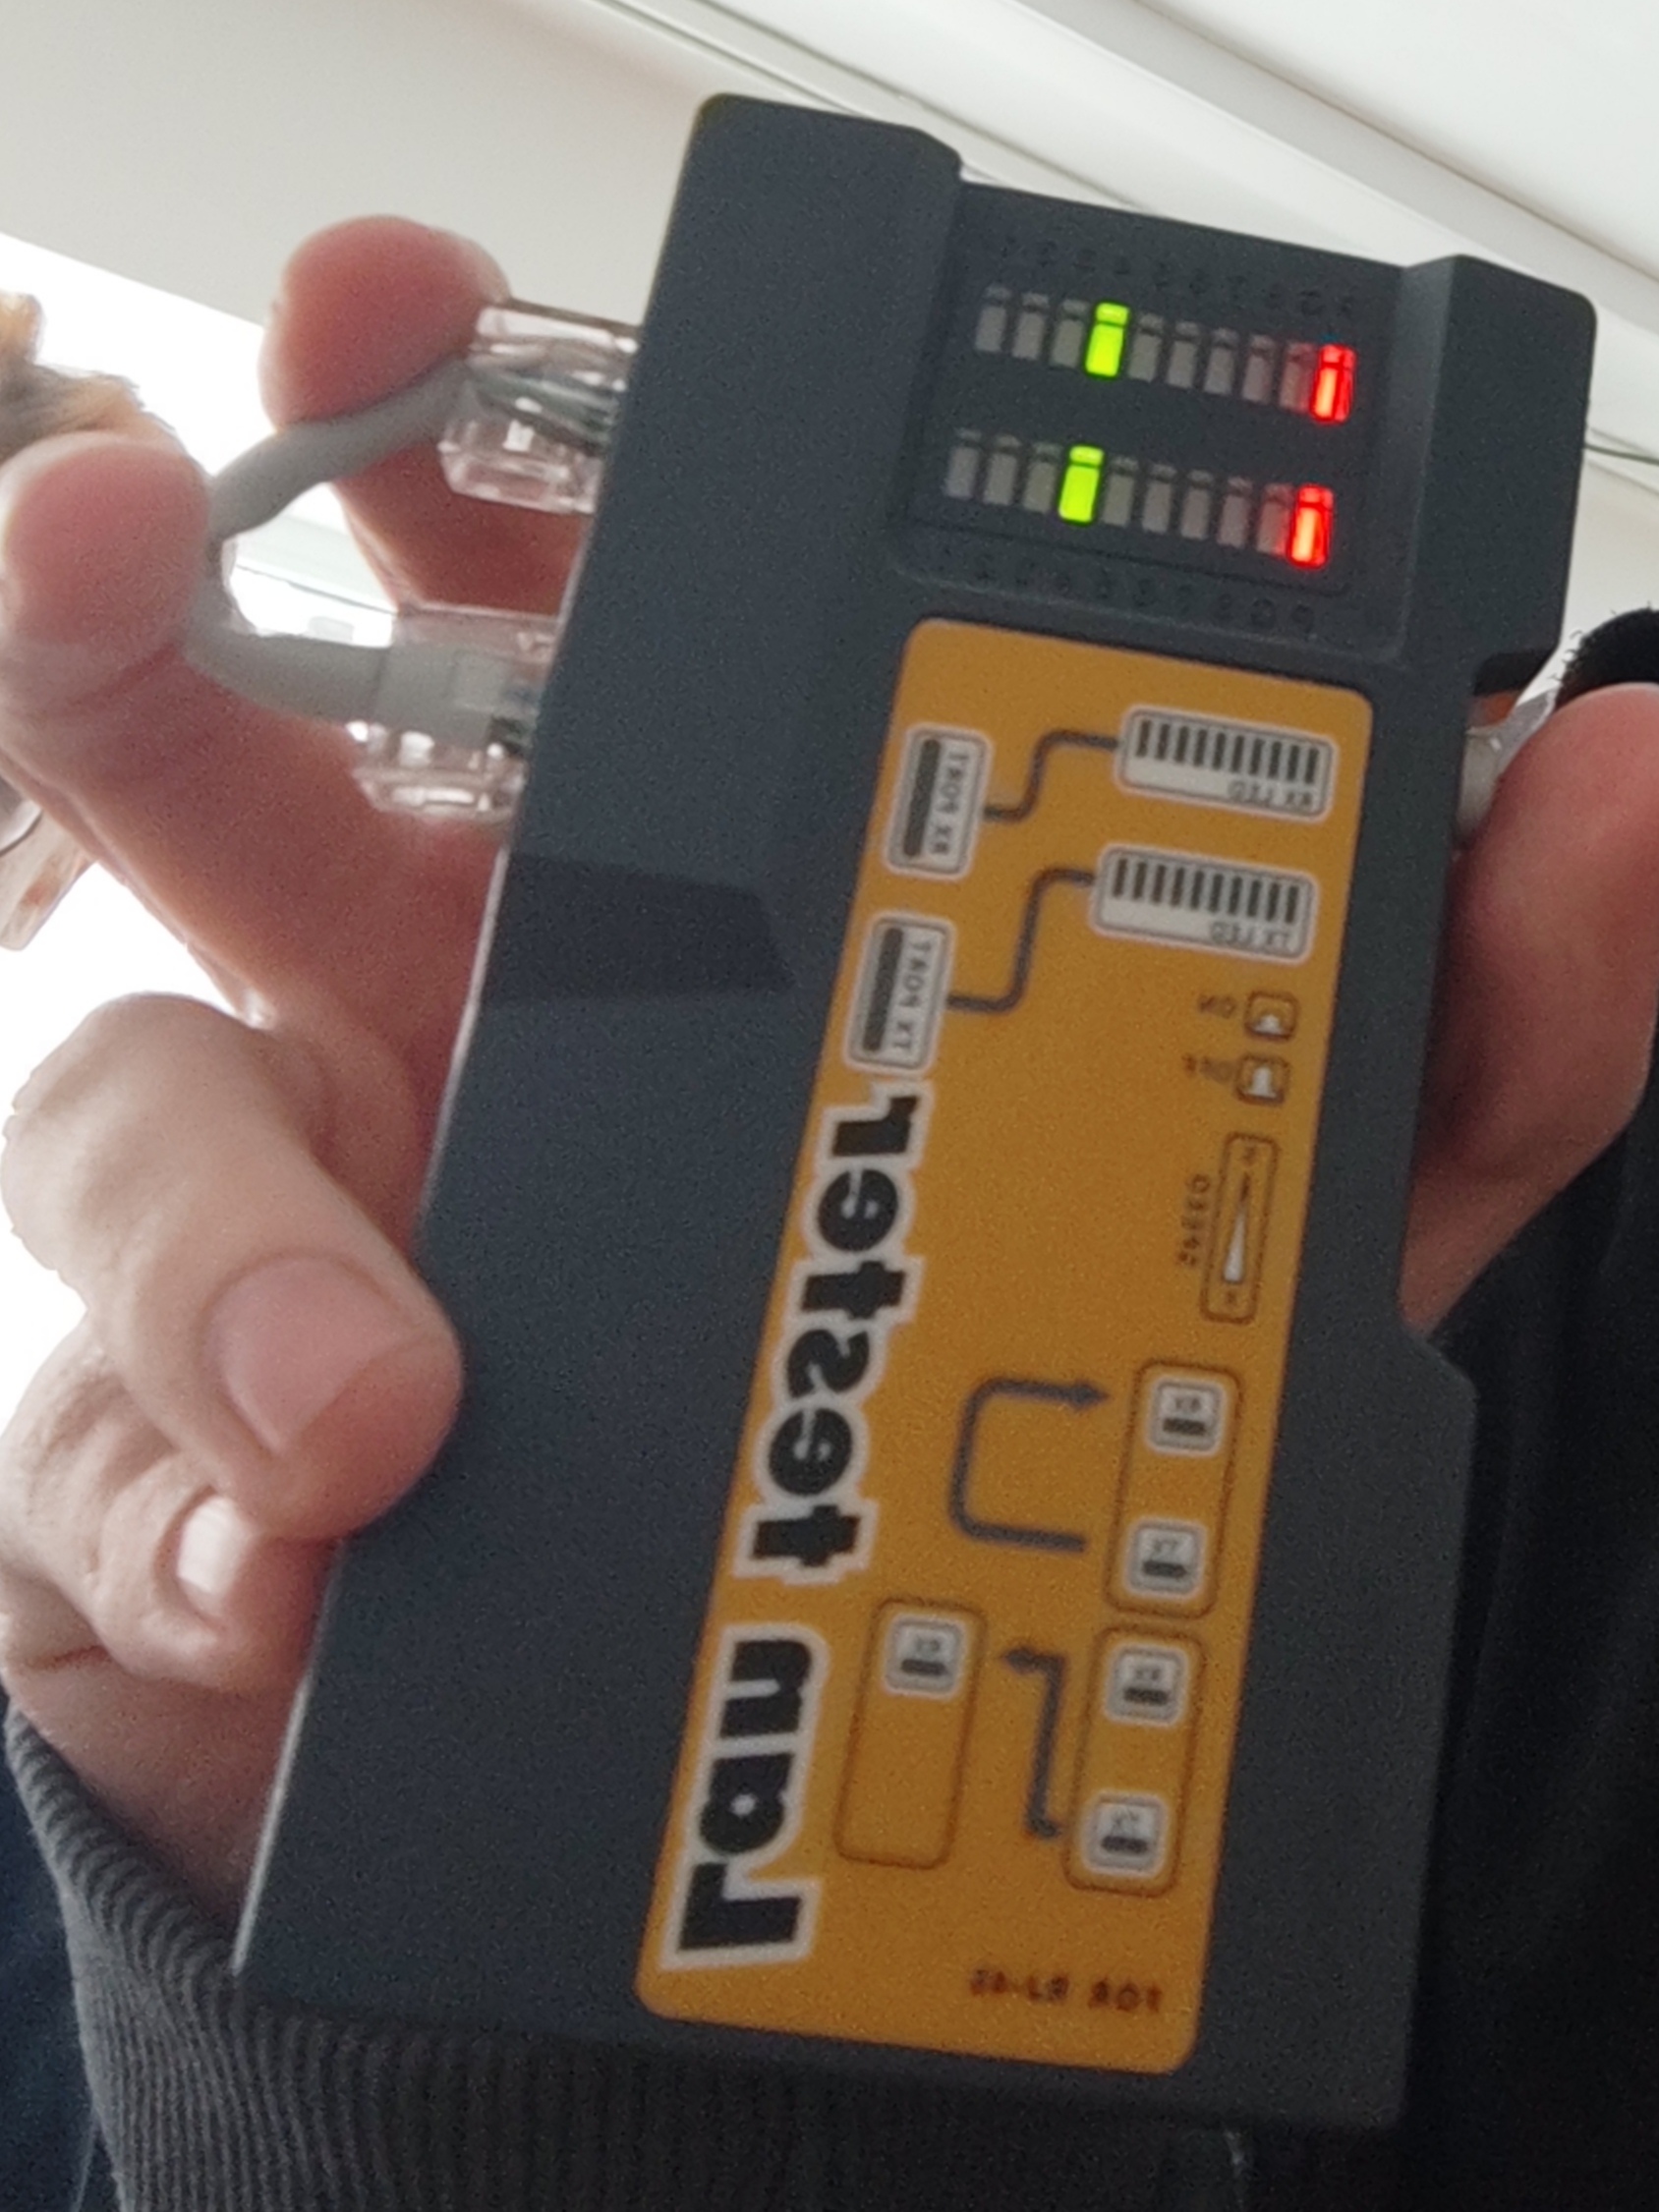 Lan tester
FOR RJ-45
RX PORT
TX PORT
RX LED
TX LED
ON
OFF
SPEED
RX
TX
RX
RX
TX